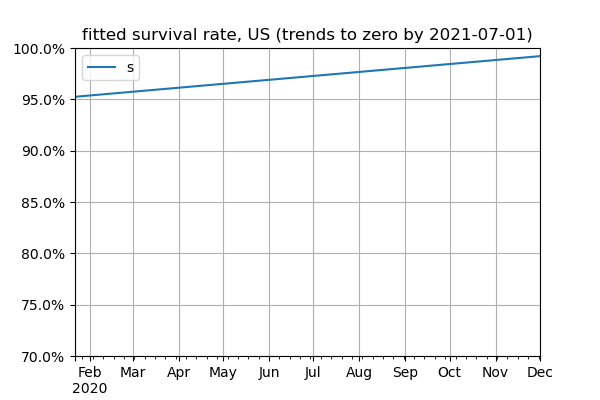 fitted survival rate, US (trends to zero by 2021-07-01)
100.0%
s
95.0%
90.0%
85.0%
80.0%
75.0%
70.0%
Feb Mar Apr May Jun Jul Aug Sep Oct Nov Dec
2020